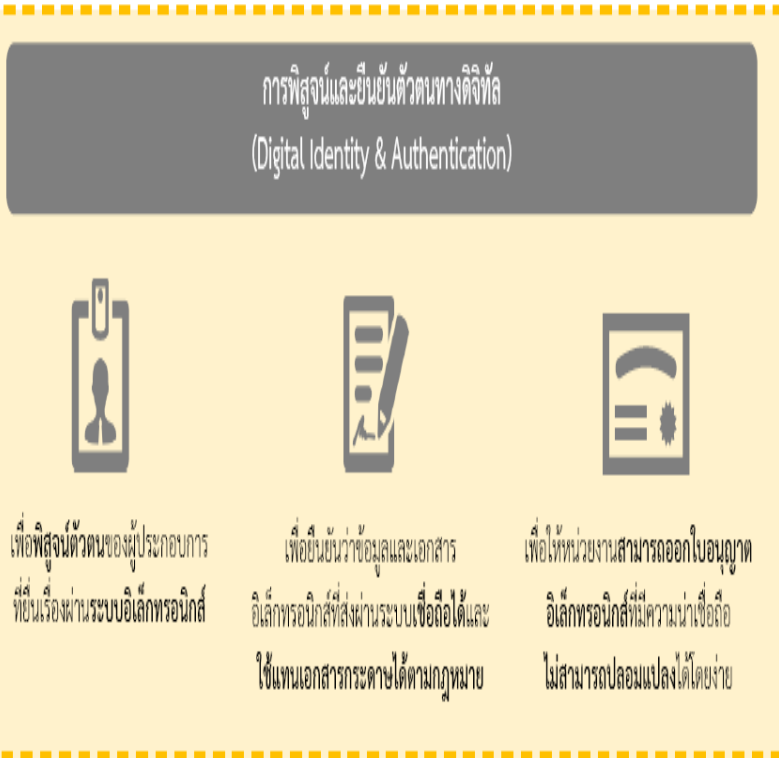 การพิสูจน์และยืนยันตัวตนทางดิจิทัล
(Digital Identity & Authentication)
เพื่อพิสูจน์ตัวตนของผู้ประกอบการ
ที่ยื่นเรื่องผ่านระบบอิเล็กทรอนิกส์
เพื่อยืนยันว่าข้อมูลและเอกสาร
อิเล็กทรอนิกส์ที่ส่งผ่านระบบเชื่อถือได้และ
ใช้แทนเอกสารกระดาษได้ตามกฎหมาย
เพื่อให้หน่วยงานสามารถออกใบอนุญาต
อิเล็กทรอนิกส์ที่มีความน่าเชื่อถือ
ไม่สามารถปลอมแปลงได้โดยง่าย